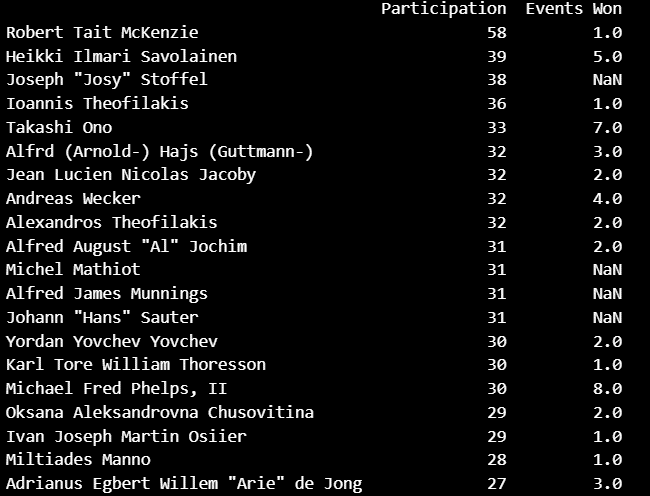 Participation Events Won
Robert Tait McKenzie 58 1.0
Heikki Ilmari Savolainen 39 5.0
Joseph "Josy" Stoffel 38 NaN
Ioannis Theofilakis 36 1.0
Takashi Ono 33 7.0
Alfrd (Arnold-) Hajs (Guttmann-) 32 3.0
Jean Lucien Nicolas Jacoby 32 2.0
Andreas Wecker 32 4.0
Alexandros Theofilakis 32 2.0
Alfred August "Al" Jochim 31 2.0
Michel Mathiot 31 NaN
Alfred James Munnings 31 NaN
Johann "Hans" Sauter 31 NaN
Yordan Yovchev Yovchev 30 2.0
Karl Tore William Thoresson 30 1.0
Michael Fred Phelps, II 30 8.0
Oksana Aleksandrovna Chusovitina 29 2.0
Ivan Joseph Martin Osiier 29 1.0
Miltiades Manno 28 1.0
Adrianus Egbert Willem "Arie" de Jong 27 3.0